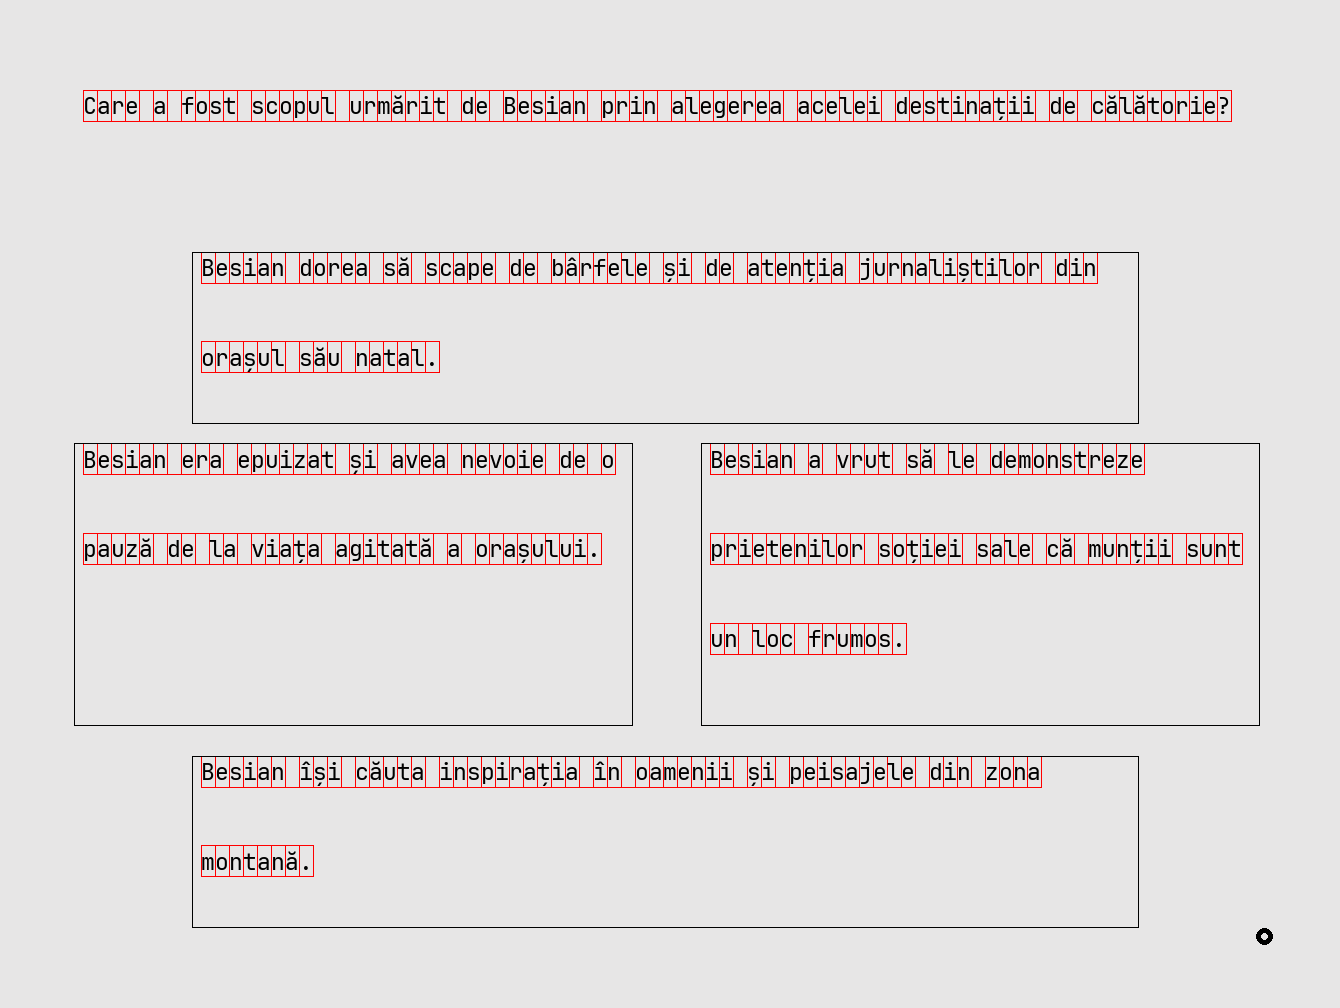 Care a fost scopul urmărit de Besian prin alegerea acelei destinații de călătorie?
Besian dorea să scape de bârfele și de atenția jurnaliștilor din
orașul său natal.
Besian era epuizat și avea nevoie de o
pauză de la viața agitată a orașului.
Besian a vrut să le demonstreze
prietenilor soției sale că munții sunt
un loc frumos.
Besian își căuta inspirația în oamenii și peisajele din zona
montană.